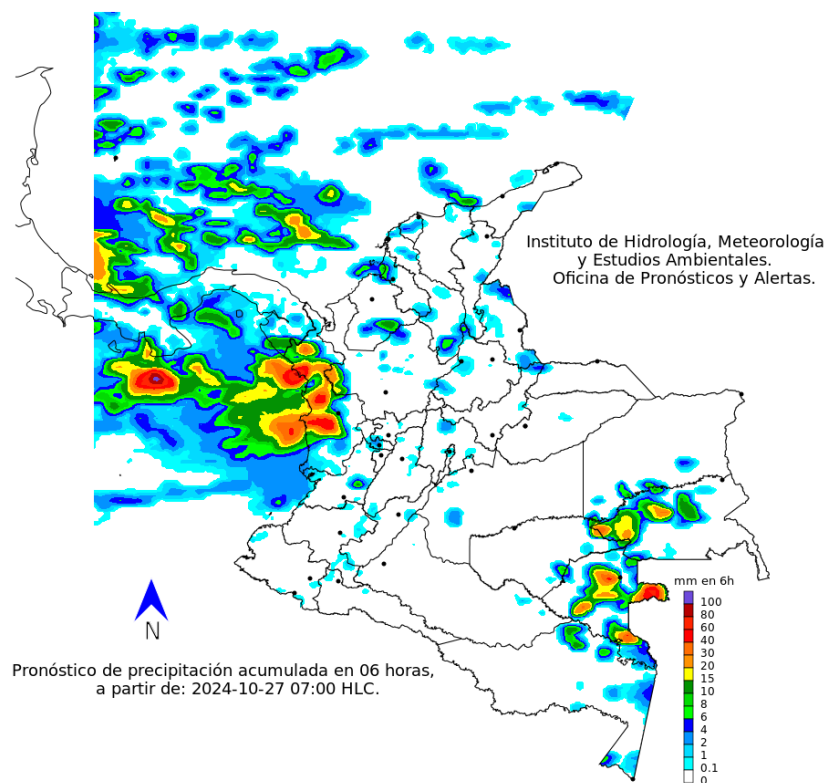 Instituto de Hidrología, Meteorología
y Estudios Ambientales.
Oficina de Pronósticos y Alertas.
mm en 6h
100
80
60
40
30
20
15
10
8
6
4
2
1
0.1
0
N
Pronóstico de precipitación acumulada en 06 horas,
a partir de: 2024-10-27 07:00 HLC.